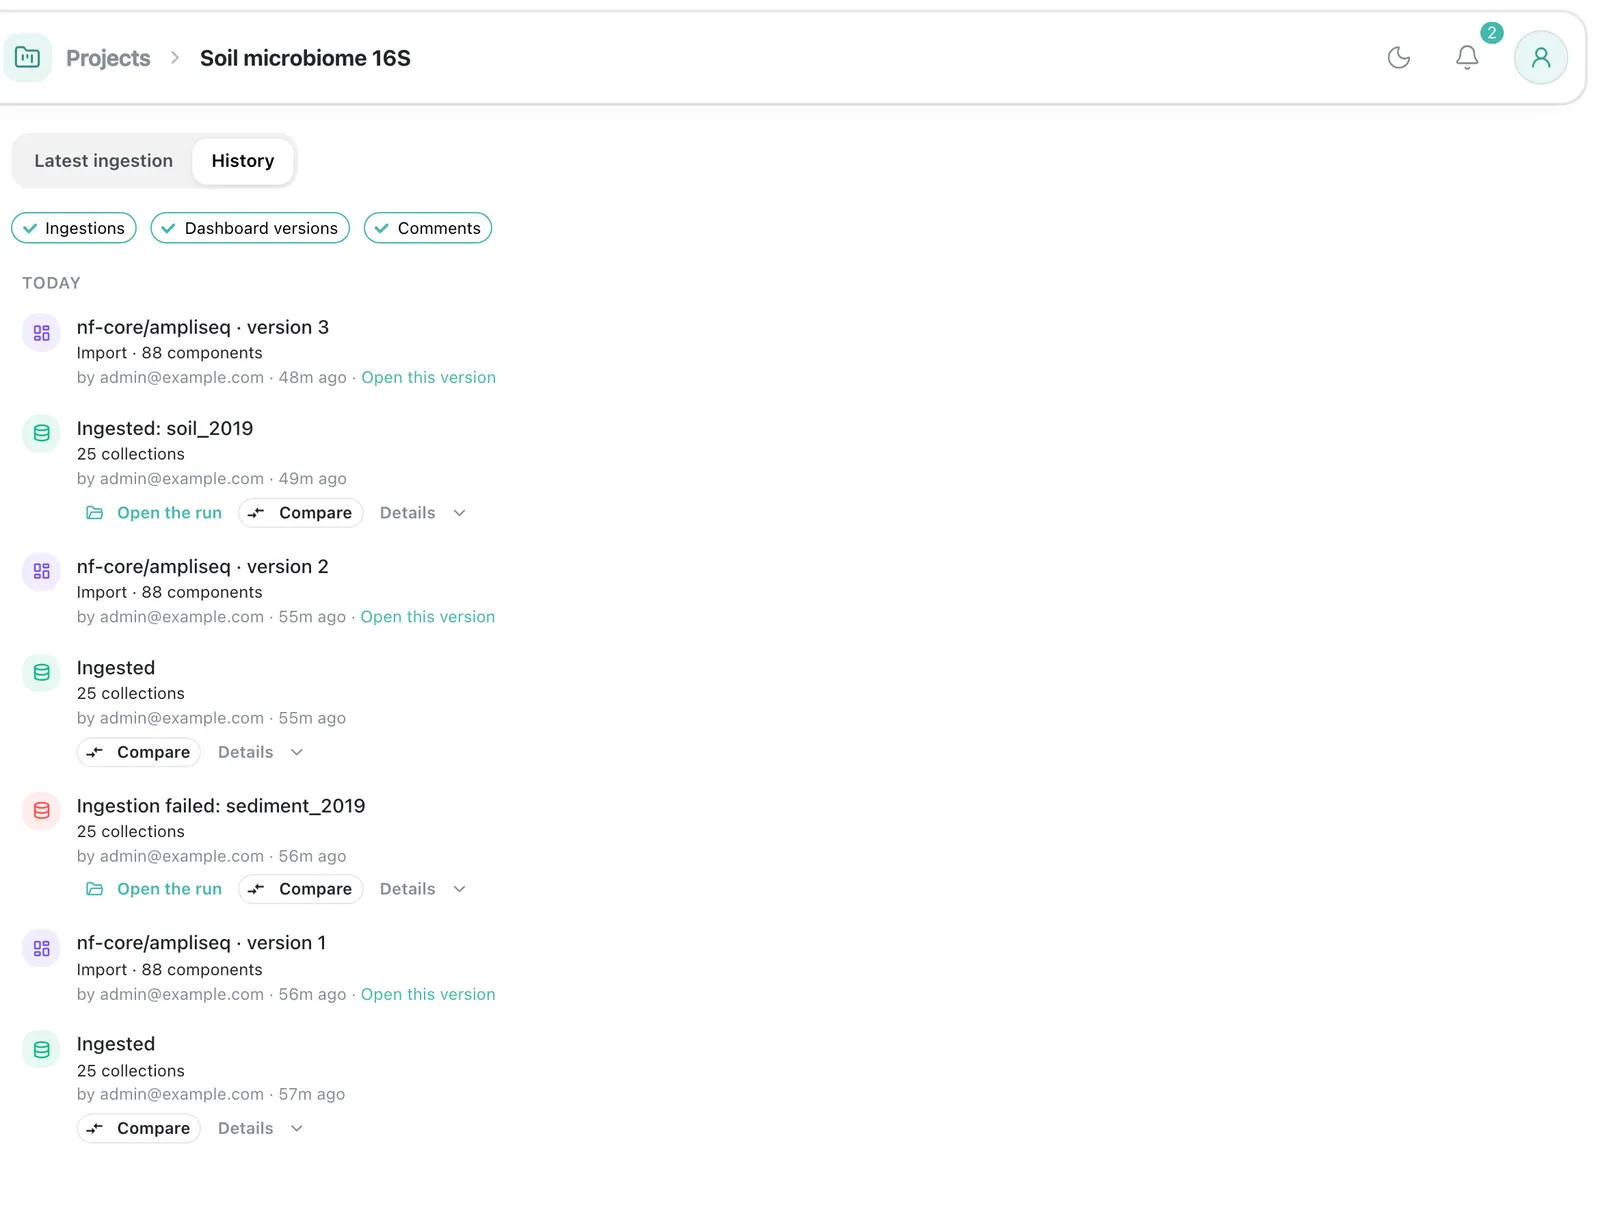 Projects > Soil microbiome 16S
2
Latest ingestion History
Ingestions Dashboard versions Comments
TODAY
nf-core/ampliseq · version 3
Import · 88 components
by admin@example.com · 48m ago · Open this version
Ingested: soil_2019
25 collections
by admin@example.com · 49m ago
Open the run Compare Details
nf-core/ampliseq · version 2
Import · 88 components
by admin@example.com · 55m ago · Open this version
Ingested
25 collections
by admin@example.com · 55m ago
Compare Details
Ingestion failed: sediment_2019
25 collections
by admin@example.com · 56m ago
Open the run Compare Details
nf-core/ampliseq · version 1
Import · 88 components
by admin@example.com · 56m ago · Open this version
Ingested
25 collections
by admin@example.com · 57m ago
Compare Details